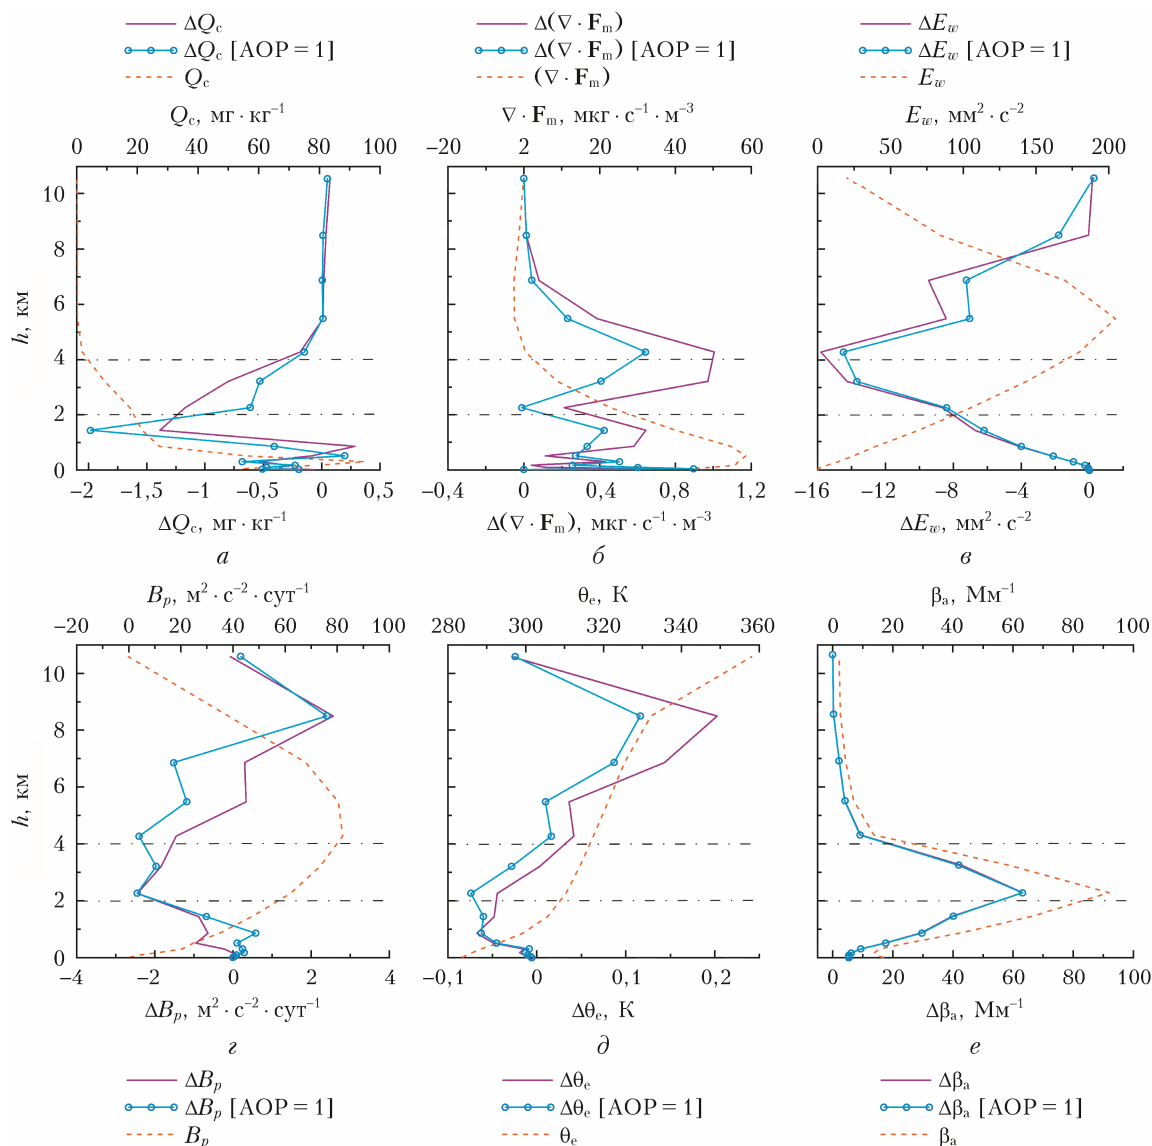 ΔQc Δ(∇ · Fm) ΔEw
ΔQc [AOP = 1] Δ(∇ · Fm) [AOP = 1] ΔEw [AOP = 1]
Qc (∇ · Fm) Ew
Qc, мг · кг⁻¹ ∇ · Fm, мкг · с⁻¹ · м⁻³ Ew, мм² · с⁻²
0 20 40 60 80 100 −20 2 20 40 60 0 50 100 150 200
10
8
6
4
2
0
h, км
−2 −1,5 −0,5 0 0,5 −0,4 0 0,4 0,8 1,2 −16 −12 −8 −4 0
ΔQc, мг · кг⁻¹ Δ(∇ · Fm), мкг · с⁻¹ · м⁻³ ΔEw, мм² · с⁻²
а б в
Bp, м² · с⁻² · сут⁻¹ θe, К βa, Мм⁻¹
−20 0 20 40 60 80 100 280 300 320 340 360 0 20 40 60 80 100
10
8
6
4
2
0
h, км
−4 −2 0 2 4 −0,1 0 0,1 0,2 0 20 40 60 80 100
ΔBp, м² · с⁻² · сут⁻¹ Δθe, К Δβa, Мм⁻¹
г д е
ΔBp Δθe Δβa
ΔBp [AOP = 1] Δθe [AOP = 1] Δβa [AOP = 1]
Bp θe βa